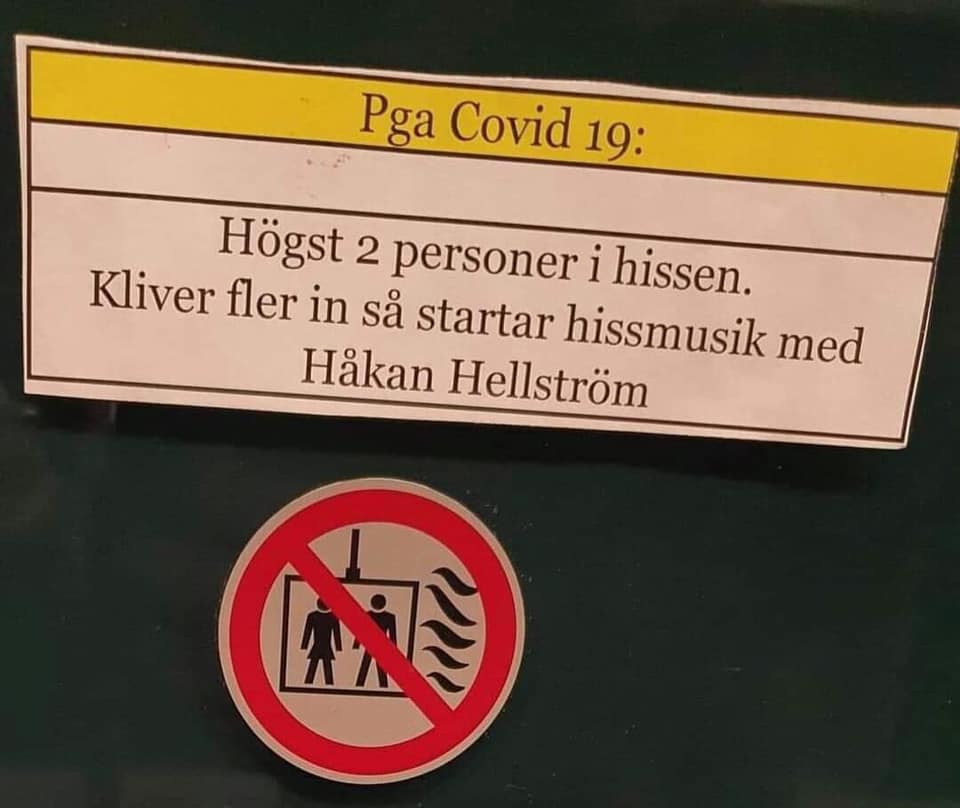 Pga Covid 19:
Högst 2 personer i hissen.
Kliver fler in så startar hissmusik med
Håkan Hellström